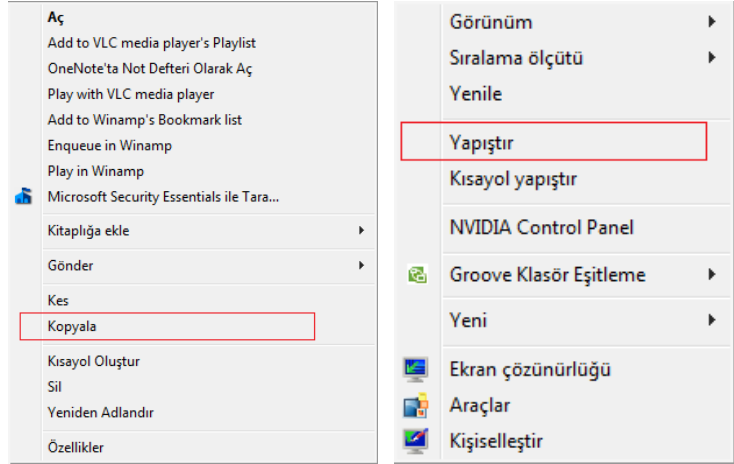 Aç
Add to VLC media player's Playlist
OneNote'ta Not Defteri Olarak Aç
Play with VLC media player
Add to Winamp's Bookmark list
Enqueue in Winamp
Play in Winamp
Microsoft Security Essentials ile Tara...
Kitaplığa ekle
Gönder
Kes
Kopyala
Kısayol Oluştur
Sil
Yeniden Adlandır
Özellikler
Görünüm
Sıralama ölçütü
Yenile
Yapıştır
Kısayol yapıştır
NVIDIA Control Panel
Groove Klasör Eşitleme
Yeni
Ekran çözünürlüğü
Araçlar
Kişiselleştir